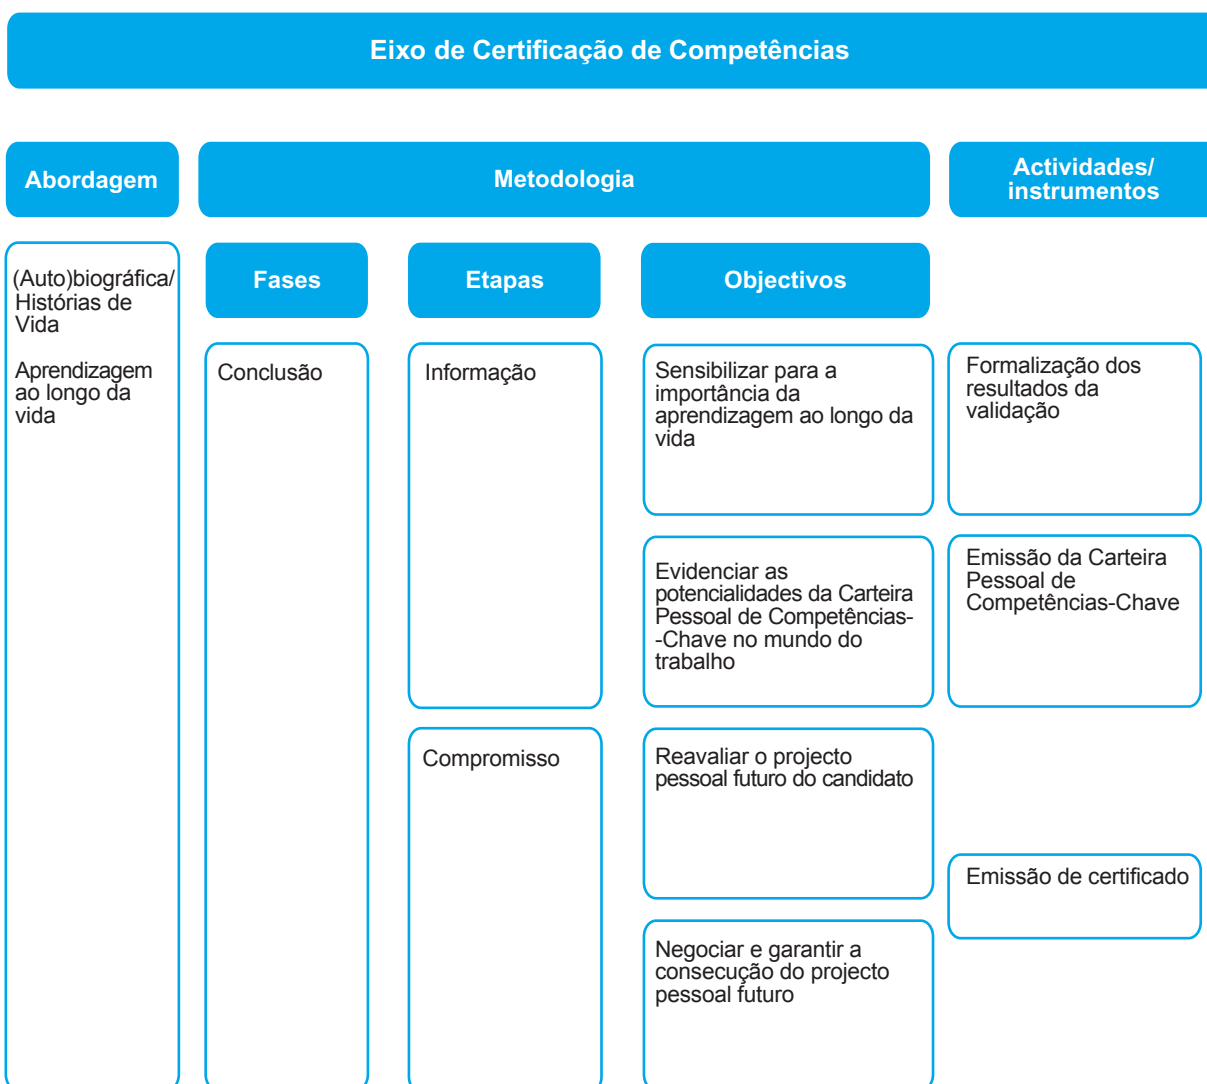 Eixo de Certificação de Competências
Abordagem
Metodologia
Actividades/
instrumentos
(Auto)biográfica/
Histórias de
Vida
Aprendizagem
ao longo da
vida
Fases
Etapas
Objectivos
Conclusão
Informação
Sensibilizar para a
importância da
aprendizagem ao longo da
vida
Formalização dos
resultados da
validação
Evidenciar as
potencialidades da Carteira
Pessoal de Competências-
-Chave no mundo do
trabalho
Emissão da Carteira
Pessoal de
Competências-Chave
Compromisso
Reavaliar o projecto
pessoal futuro do candidato
Emissão de certificado
Negociar e garantir a
consecução do projecto
pessoal futuro